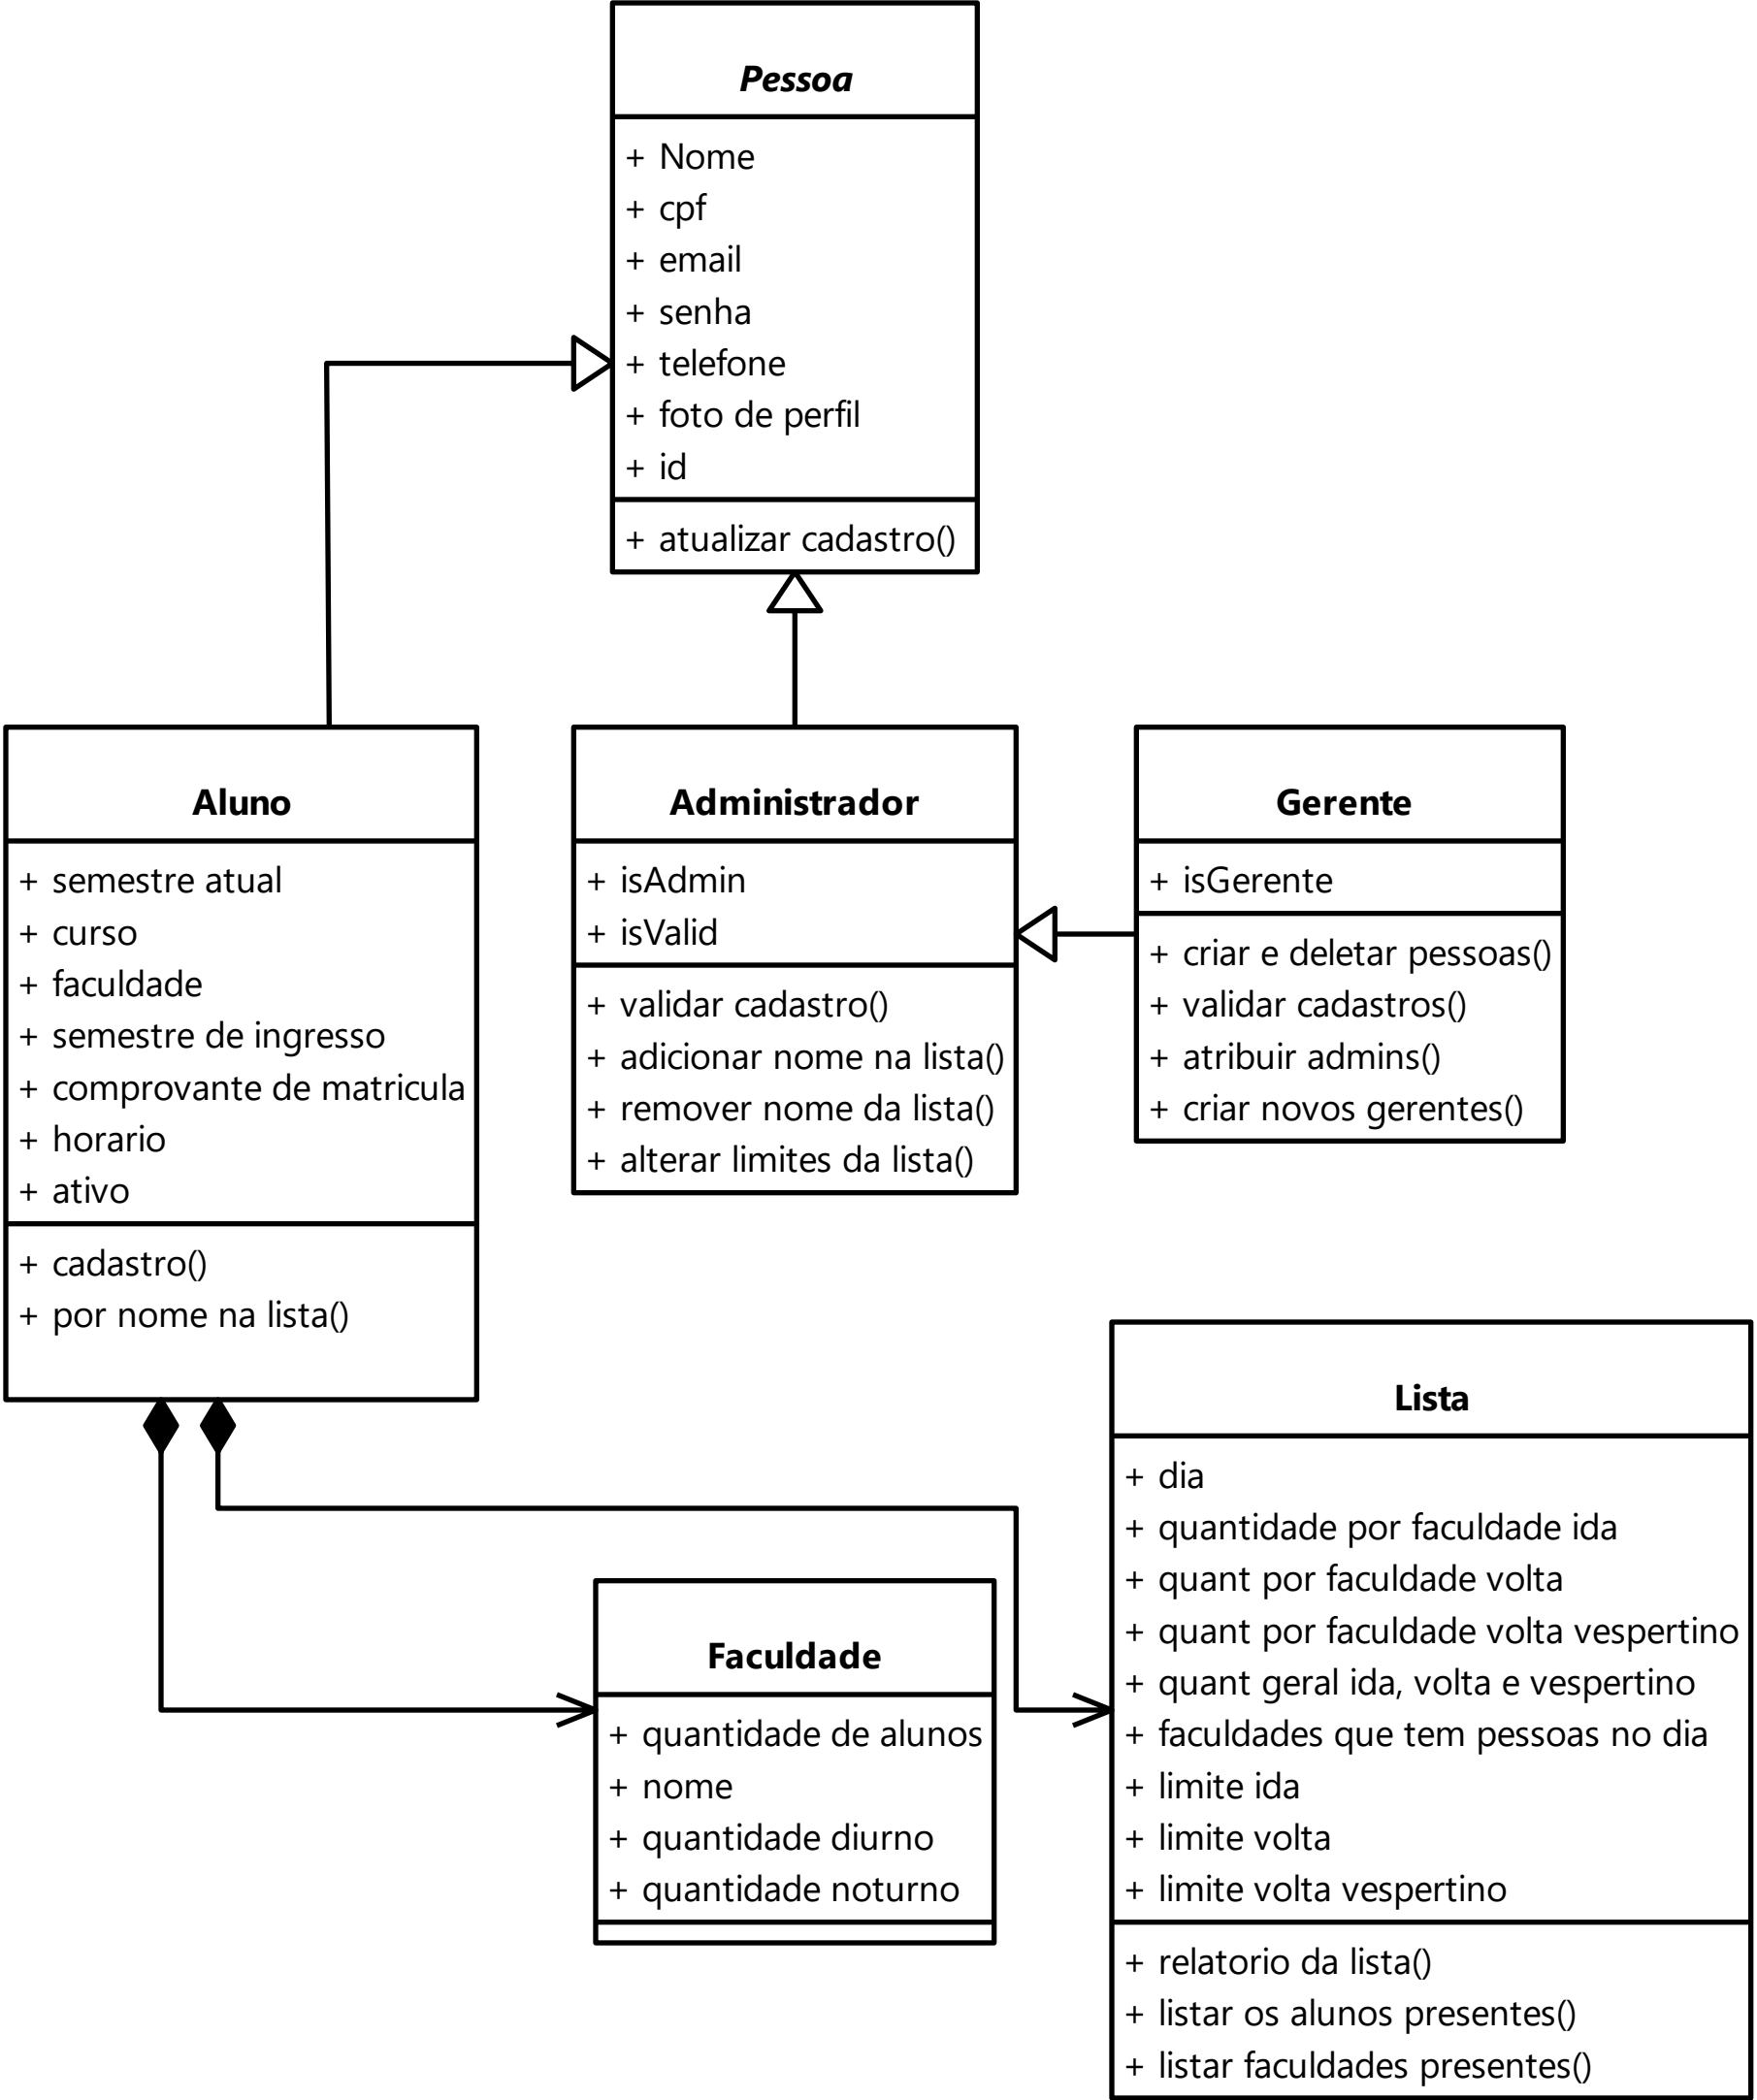 Pessoa
+ Nome
+ cpf
+ email
+ senha
+ telefone
+ foto de perfil
+ id
+ atualizar cadastro()
Aluno
+ semestre atual
+ curso
+ faculdade
+ semestre de ingresso
+ comprovante de matricula
+ horario
+ ativo
+ cadastro()
+ por nome na lista()
Administrador
+ isAdmin
+ isValid
+ validar cadastro()
+ adicionar nome na lista()
+ remover nome da lista()
+ alterar limites da lista()
Gerente
+ isGerente
+ criar e deletar pessoas()
+ validar cadastros()
+ atribuir admins()
+ criar novos gerentes()
Faculdade
+ quantidade de alunos
+ nome
+ quantidade diurno
+ quantidade noturno
Lista
+ dia
+ quantidade por faculdade ida
+ quant por faculdade volta
+ quant por faculdade volta vespertino
+ quant geral ida, volta e vespertino
+ faculdades que tem pessoas no dia
+ limite ida
+ limite volta
+ limite volta vespertino
+ relatorio da lista()
+ listar os alunos presentes()
+ listar faculdades presentes()